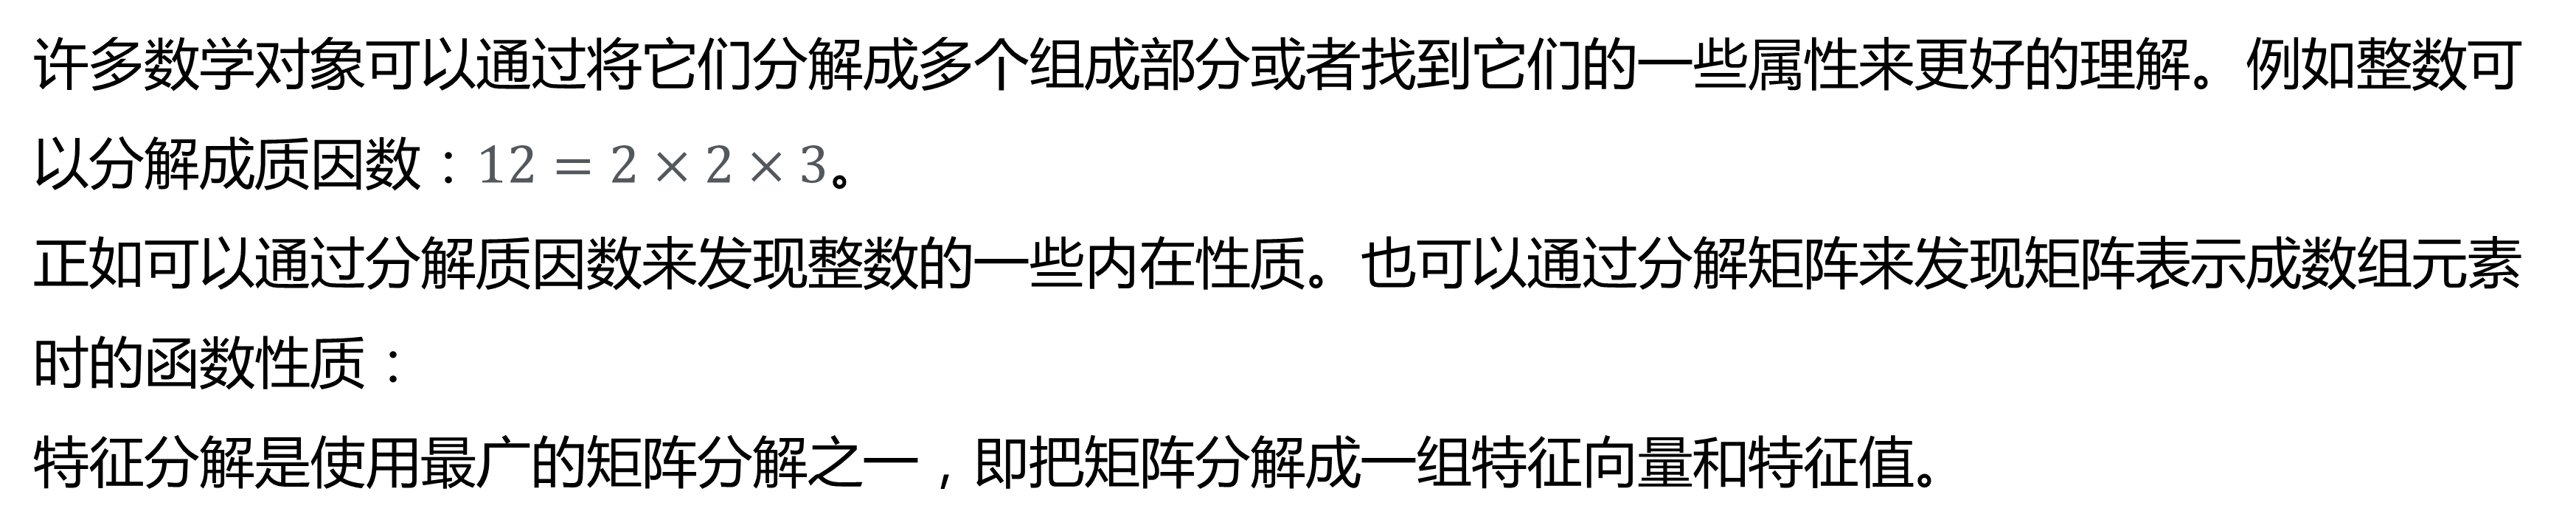 许多数学对象可以通过将它们分解成多个组成部分或者找到它们的一些属性来更好的理解。例如整数可
以分解成质因数：12 = 2 × 2 × 3。
正如可以通过分解质因数来发现整数的一些内在性质。也可以通过分解矩阵来发现矩阵表示成数组元素
时的函数性质：
特征分解是使用最广的矩阵分解之一，即把矩阵分解成一组特征向量和特征值。